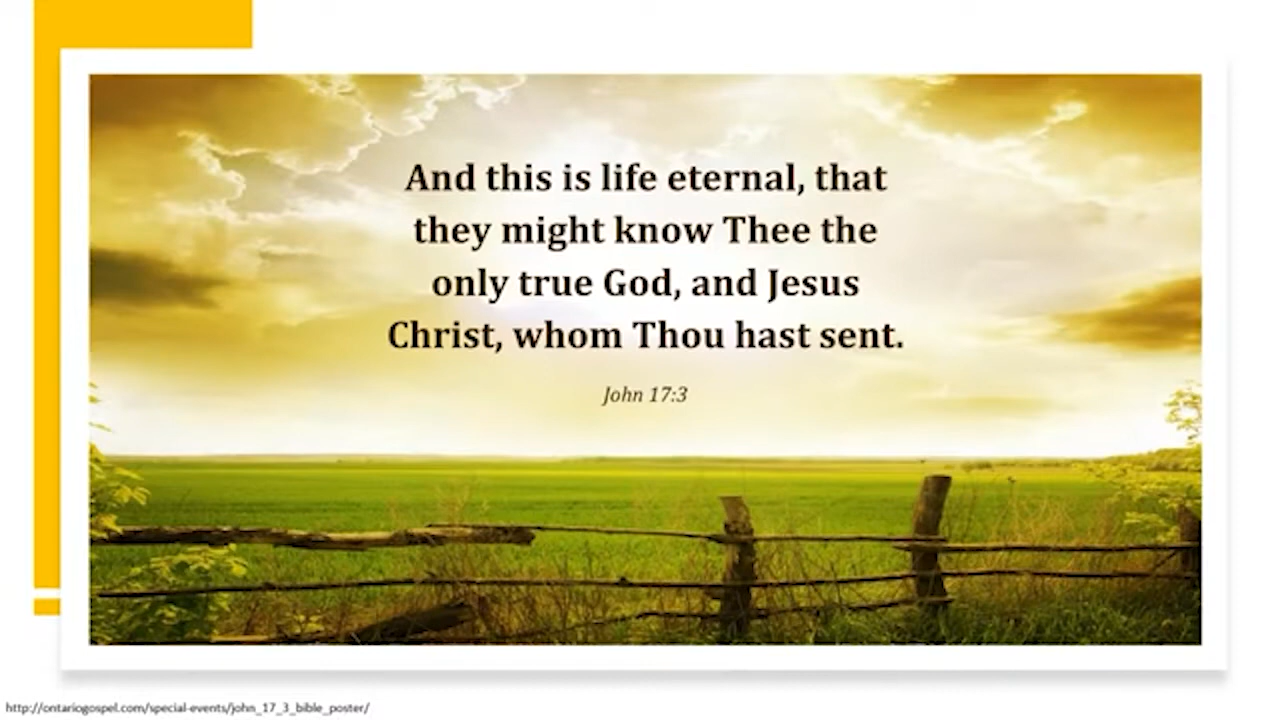 And this is life eternal, that
they might know Thee the
only true God, and Jesus
Christ, whom Thou hast sent.
John 17:3
http://ontariogospel.com/special-events/john_17_3_bible_poster/